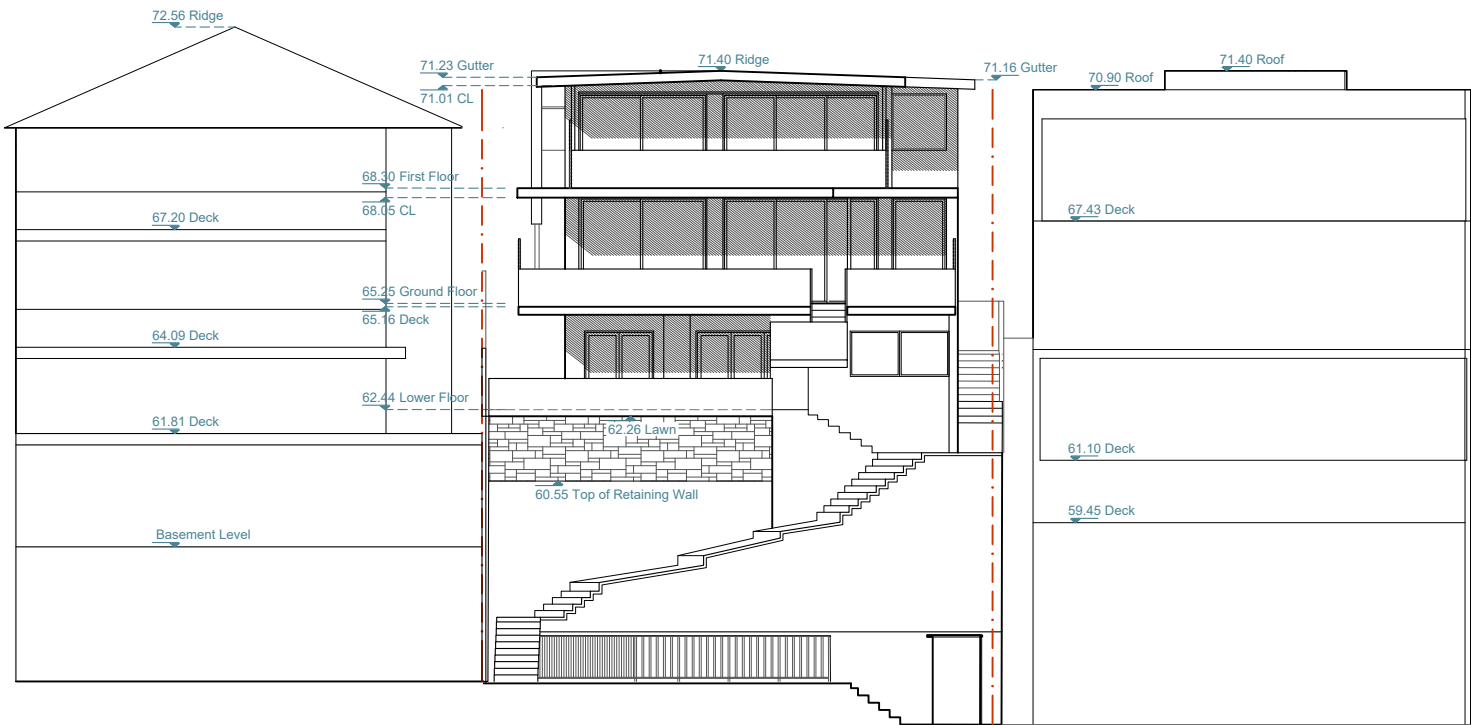 72.56 Ridge
71.23 Gutter
71.40 Ridge
71.16 Gutter
71.40 Roof
70.90 Roof
71.01 CL
68.30 First Floor
68.05 CL
67.20 Deck
67.43 Deck
65.25 Ground Floor
65.16 Deck
64.09 Deck
62.44 Lower Floor
61.81 Deck
62.26 Lawn
61.10 Deck
60.55 Top of Retaining Wall
59.45 Deck
Basement Level